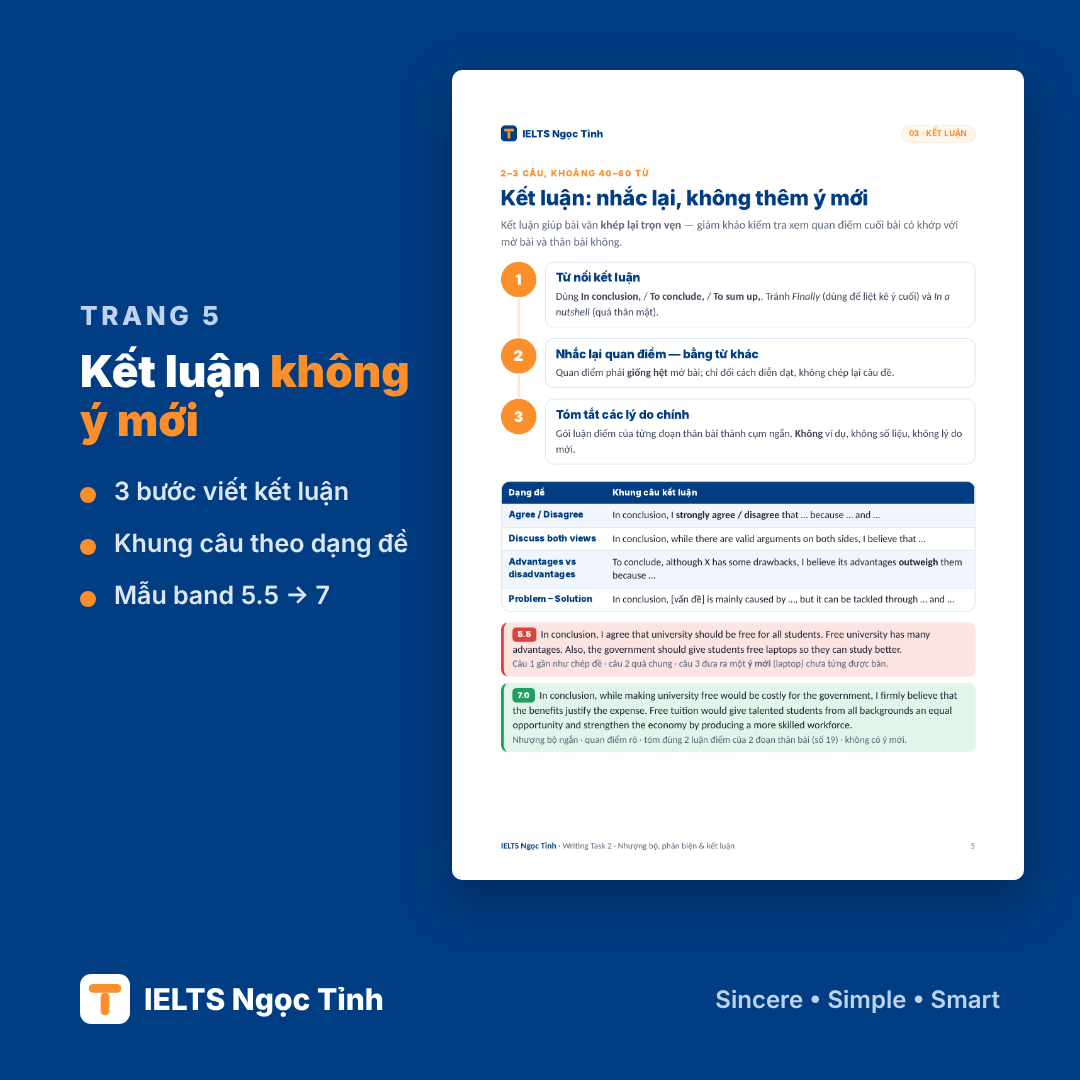 TRANG 5
Kết luận không
ý mới
3 bước viết kết luận
Khung câu theo dạng đề
Mẫu band 5.5 → 7
IELTS Ngọc Tỉnh
03 · KẾT LUẬN
2–3 CÂU, KHOẢNG 40–60 TỪ
Kết luận: nhắc lại, không thêm ý mới
Kết luận giúp bài văn khép lại trọn vẹn — giám khảo kiểm tra xem quan điểm cuối bài có khớp với
mở bài và thân bài không.
1
Từ nối kết luận
Dùng In conclusion, / To conclude, / To sum up,. Tránh Finally (dùng để liệt kê ý cuối) và In a
nutshell (quá thân mật).
2
Nhắc lại quan điểm — bằng từ khác
Quan điểm phải giống hệt mở bài; chỉ đổi cách diễn đạt, không chép lại câu đề.
3
Tóm tắt các lý do chính
Gói luận điểm của từng đoạn thân bài thành cụm ngắn. Không ví dụ, không số liệu, không lý do
mới.
Dạng đề Khung câu kết luận
Agree / Disagree In conclusion, I strongly agree / disagree that ... because ... and ...
Discuss both views In conclusion, while there are valid arguments on both sides, I believe that ...
Advantages vs
disadvantages
To conclude, although X has some drawbacks, I believe its advantages outweigh them
because ...
Problem – Solution In conclusion, [vấn đề] is mainly caused by ..., but it can be tackled through ... and ...
5.5 In conclusion, I agree that university should be free for all students. Free university has many
advantages. Also, the government should give students free laptops so they can study better.
Câu 1 gần như chép đề · câu 2 quá chung · câu 3 đưa ra một ý mới (laptop) chưa từng được bàn.
7.0 In conclusion, while making university free would be costly for the government, I firmly believe that
the benefits justify the expense. Free tuition would give talented students from all backgrounds an equal
opportunity and strengthen the economy by producing a more skilled workforce.
Nhượng bộ ngắn · quan điểm rõ · tóm đúng 2 luận điểm của 2 đoạn thân bài (số 19) · không có ý mới.
IELTS Ngọc Tỉnh · Writing Task 2 · Nhượng bộ, phản biện & kết luận
5
IELTS Ngọc Tỉnh
Sincere • Simple • Smart